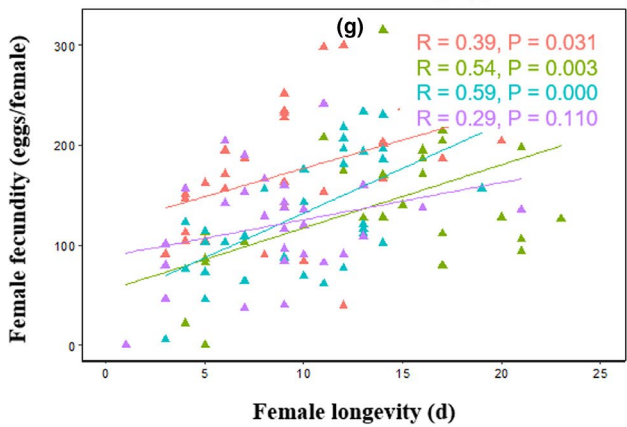 (g)
R = 0.39, P = 0.031
R = 0.54, P = 0.003
R = 0.59, P = 0.000
R = 0.29, P = 0.110
300
200
100
0
Female fecundity (eggs/female)
0 5 10 15 20 25
Female longevity (d)